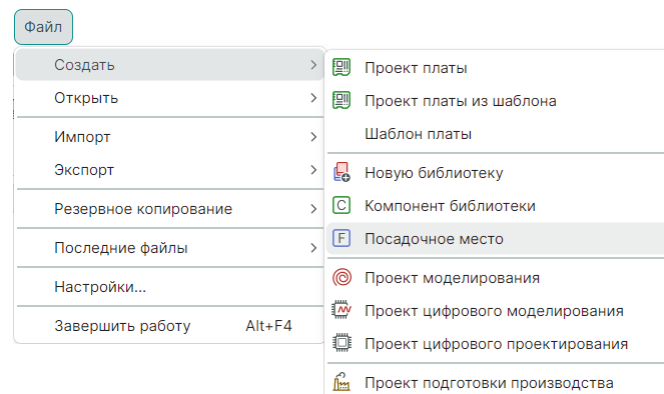 Файл
Создать
Открыть
Импорт
Экспорт
Резервное копирование
Последние файлы
Настройки...
Завершить работу Alt+F4
Проект платы
Проект платы из шаблона
Шаблон платы
Новую библиотеку
C Компонент библиотеки
F Посадочное место
Проект моделирования
Проект цифрового моделирования
Проект цифрового проектирования
Проект подготовки производства